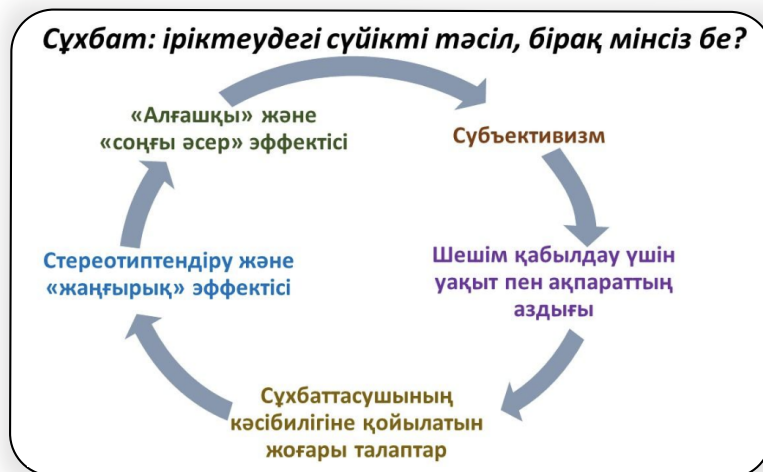 Сұхбат: іріктеудегі сүйікті тәсіл, бірақ мінсіз бе?
«Алғашқы» және
«соңғы әсер» эффектісі
Субъективизм
Шешім қабылдау үшін
уақыт пен ақпараттың
аздығы
Сұхбаттасушының
кәсібилігіне қойылатын
жоғары талаптар
Стереотиптендіру және
«жаңғырық» эффектісі